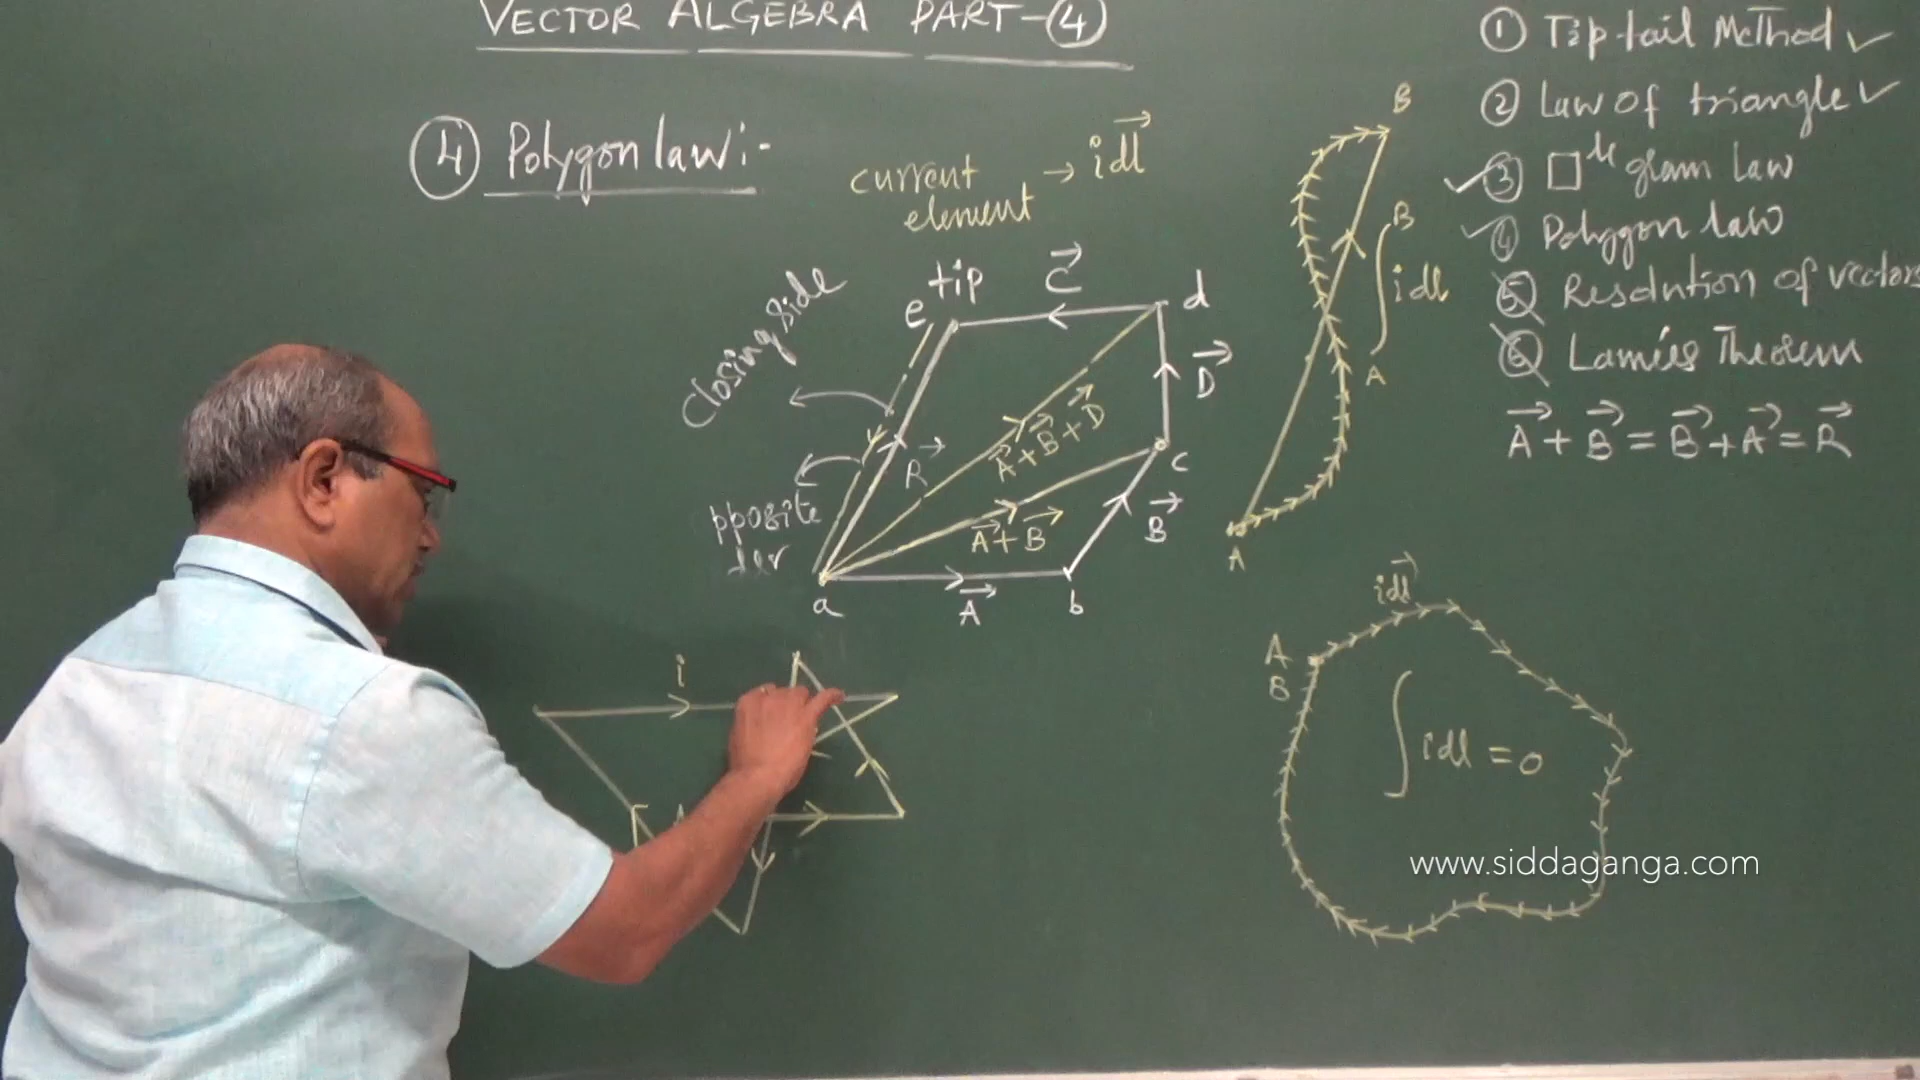 VECTOR ALGEBRA PART-④
④ Polygon law:-
current element → idl
closing side
e tip
C
d
D
R
A+B+D
A+B
c
B
a
A
b
i
B
B
idl
A
A
idl
A
B
∫ idl = 0
① Tip-tail Method ✓
② Law of triangle ✓
✓ ③ □ˡˡ gram law
✓ ④ Polygon law
⑤ Resolution of vectors
⑥ Lamies Theorem
A + B = B + A = R
www.siddaganga.com